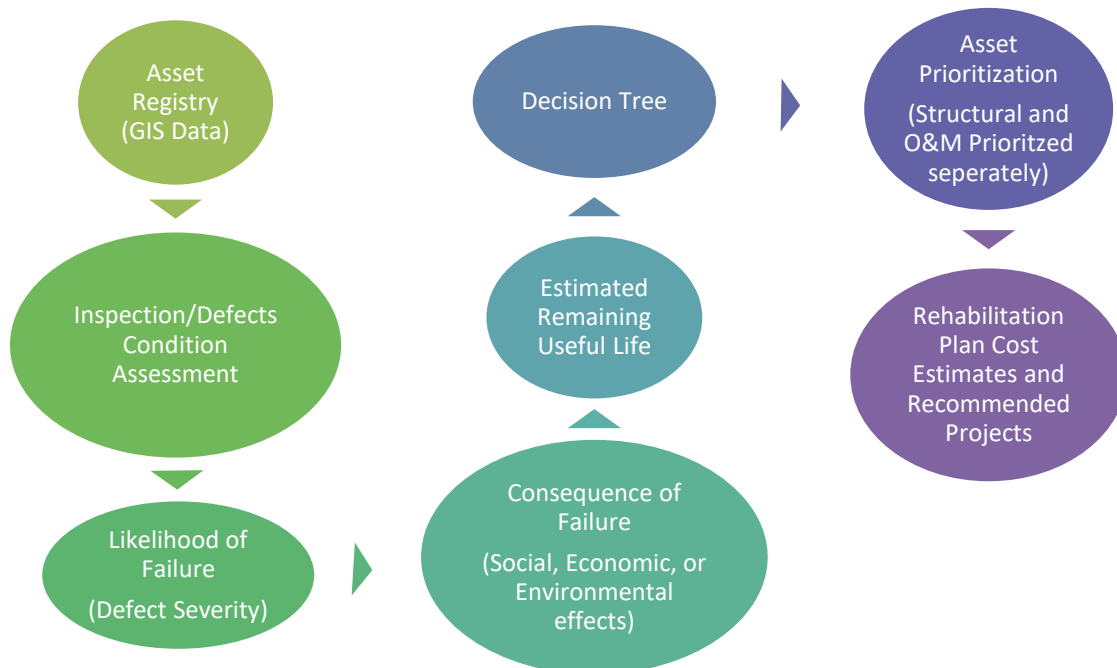 Asset
Registry
(GIS Data)
Inspection/Defects
Condition
Assessment
Likelihood of
Failure
(Defect Severity)
Consequence of
Failure
(Social, Economic, or
Environmental
effects)
Estimated
Remaining
Useful Life
Decision Tree
Asset
Prioritization
(Structural and
O&M Prioritzed
seperately)
Rehabilitation
Plan Cost
Estimates and
Recommended
Projects